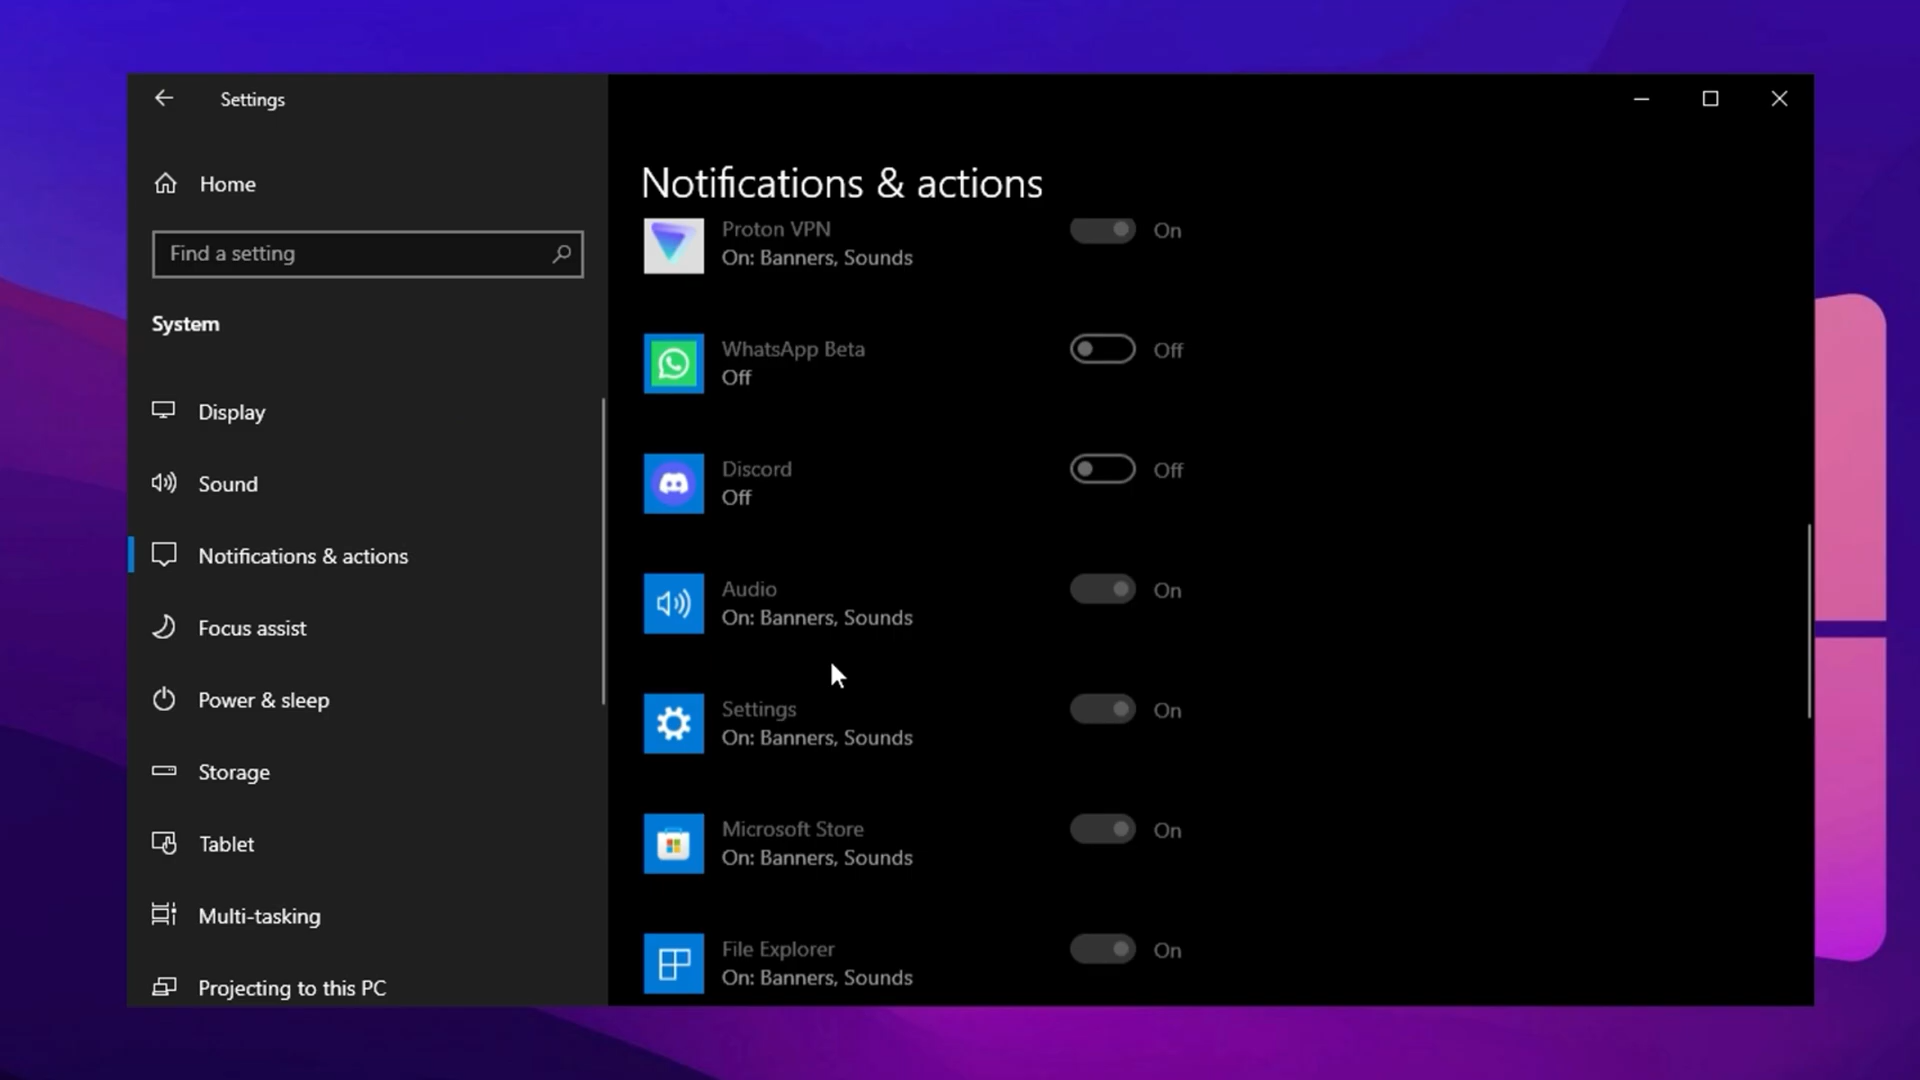 Settings
Home
Find a setting
System
Display
Sound
Notifications & actions
Focus assist
Power & sleep
Storage
Tablet
Multi-tasking
Projecting to this PC
Notifications & actions
Proton VPN
On: Banners, Sounds
On
WhatsApp Beta
Off
Off
Discord
Off
Off
Audio
On: Banners, Sounds
On
Settings
On: Banners, Sounds
On
Microsoft Store
On: Banners, Sounds
On
File Explorer
On: Banners, Sounds
On